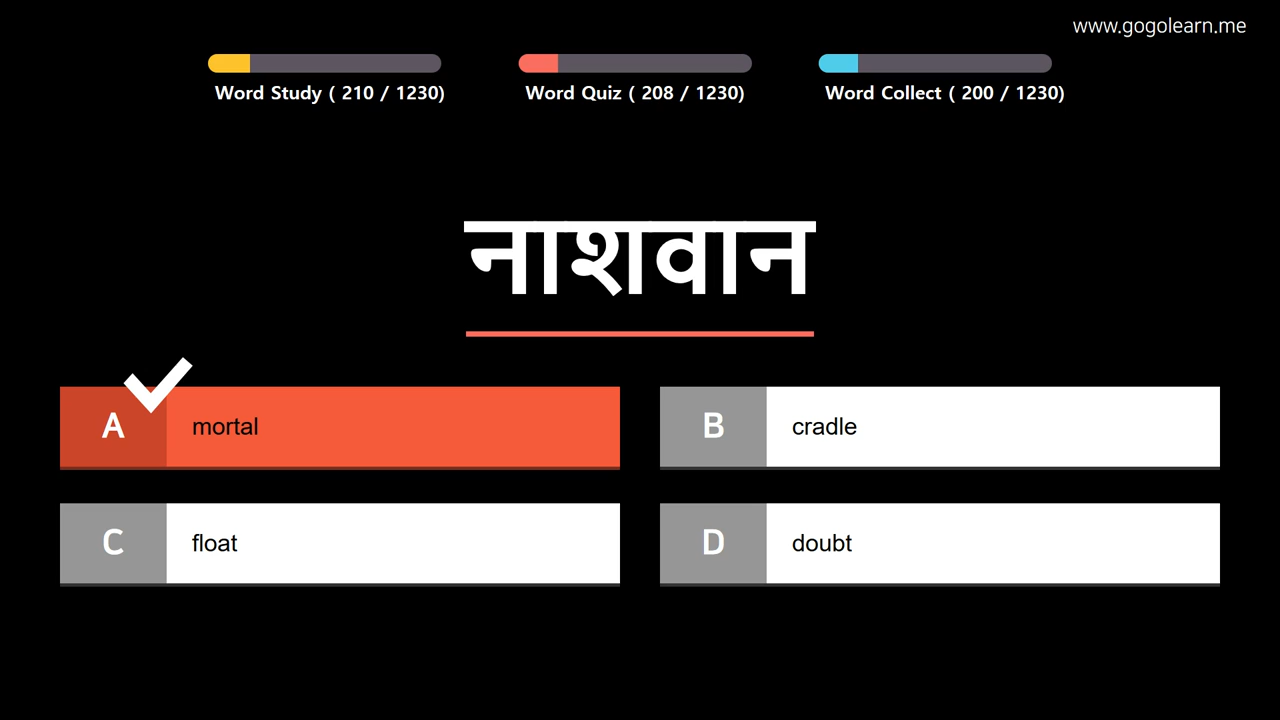 www.gogolearn.me
Word Study ( 210 / 1230)
Word Quiz ( 208 / 1230)
Word Collect ( 200 / 1230)
नाशवान
A mortal
B cradle
C float
D doubt